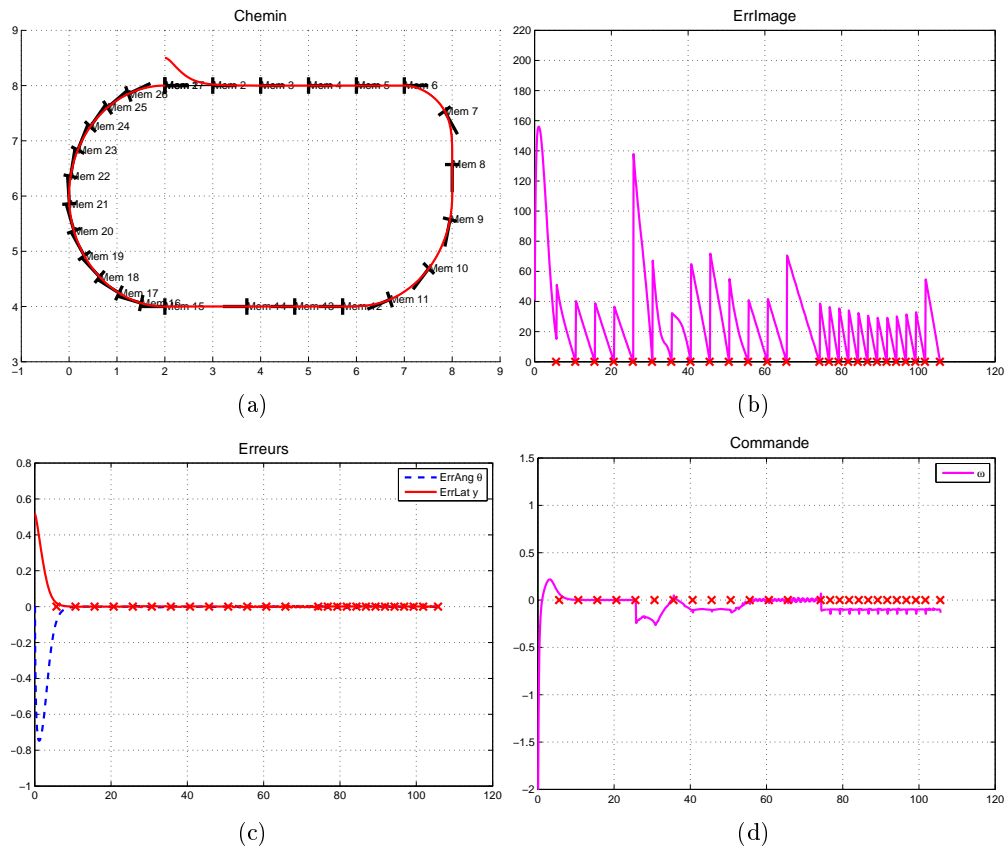 Chemin
9
8
7
6
5
4
3
−1 0 1 2 3 4 5 6 7 8 9
Mem 27
Mem 2
Mem 3
Mem 4
Mem 5
Mem 6
Mem 7
Mem 8
Mem 9
Mem 10
Mem 11
Mem 12
Mem 13
Mem 14
Mem 15
Mem 16
Mem 17
Mem 18
Mem 19
Mem 20
Mem 21
Mem 22
Mem 23
Mem 24
Mem 25
Mem 26
(a)
ErrImage
220
200
180
160
140
120
100
80
60
40
20
0
0 20 40 60 80 100 120
(b)
Erreurs
0.8
0.6
0.4
0.2
0
−0.2
−0.4
−0.6
−0.8
−1
0 20 40 60 80 100 120
ErrAng θ
ErrLat y
(c)
Commande
1.5
1
0.5
0
−0.5
−1
−1.5
−2
0 20 40 60 80 100 120
ω
(d)